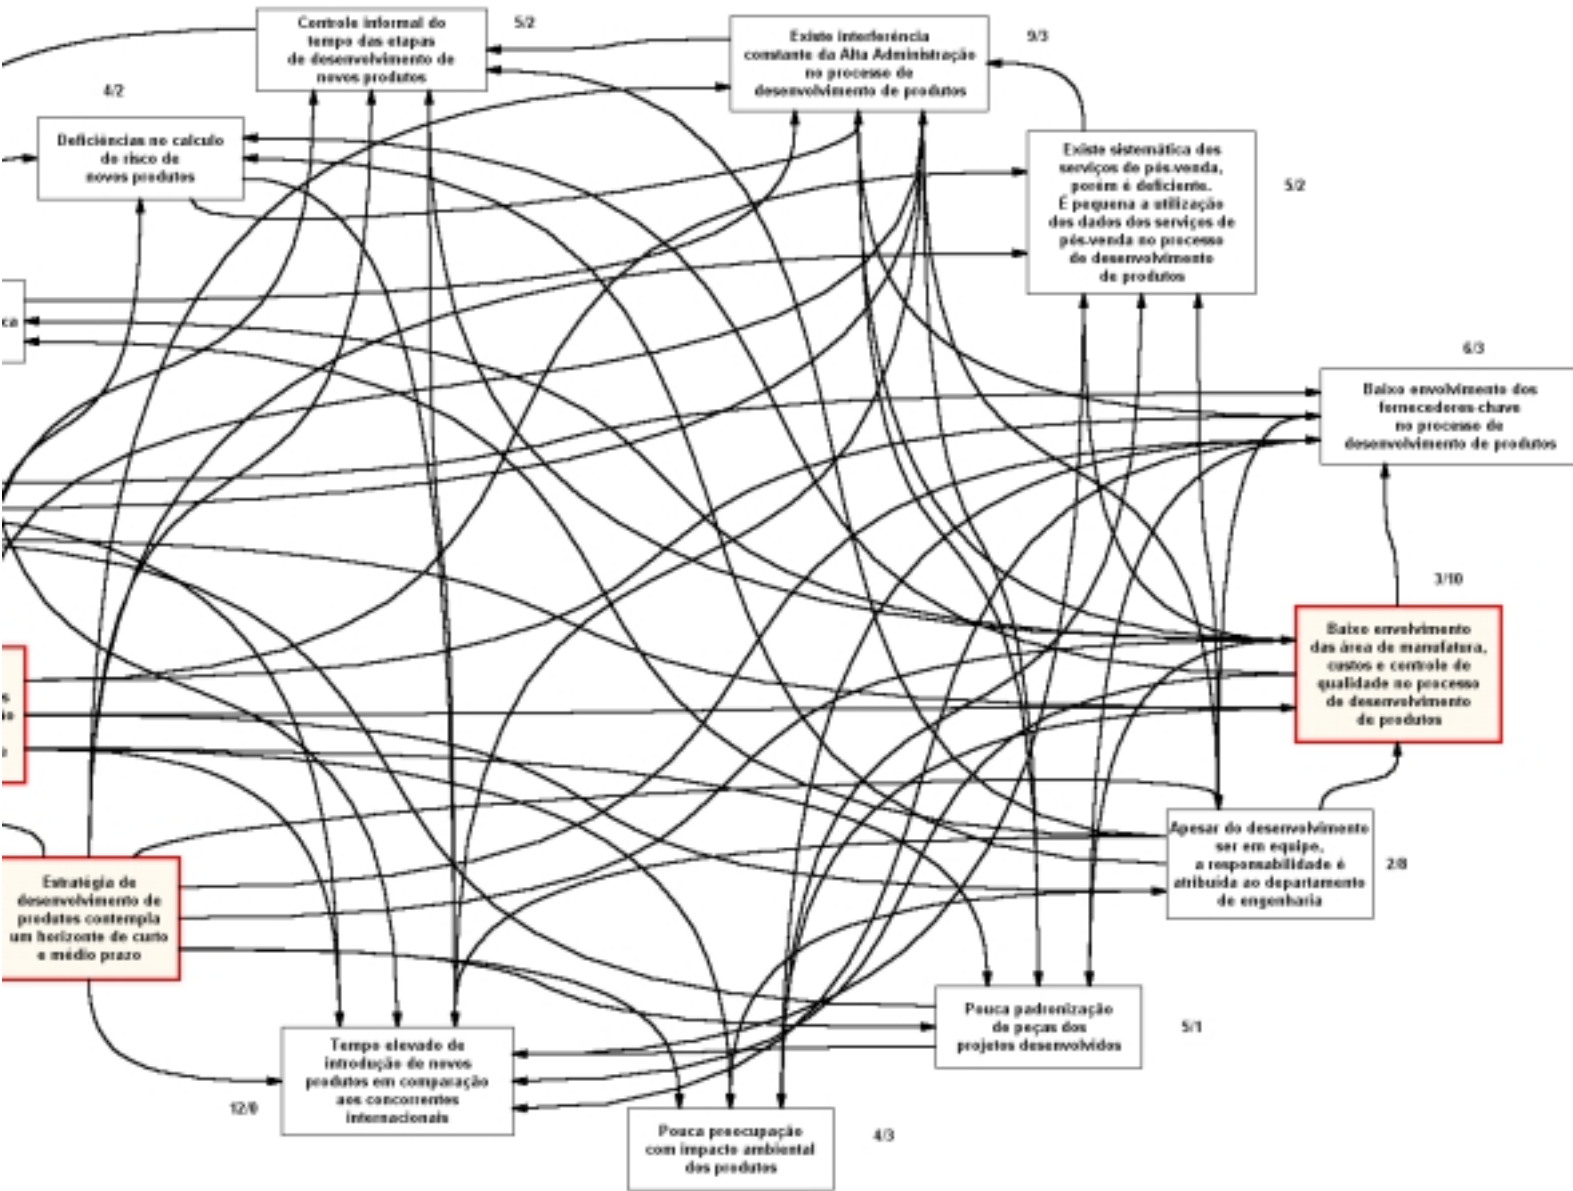 Controle informal do
tempo das etapas
de desenvolvimento de
novos produtos
5/2
Existe interferência
constante da Alta Administração
no processo de
desenvolvimento de produtos
9/3
4/2
Deficiências no calculo
do risco de
novos produtos
Existe sistemática dos
serviços de pós-venda,
porém é deficiente.
É pequena a utilização
dos dados dos serviços de
pós-venda no processo
de desenvolvimento
de produtos
5/2
ca
6/3
Baixo envolvimento dos
fornecedores-chave
no processo de
desenvolvimento de produtos
3/10
Baixo envolvimento
das área de manufatura,
custos e controle de
qualidade no processo
de desenvolvimento
de produtos
Apesar do desenvolvimento
ser em equipe,
a responsabilidade é
atribuída ao departamento
de engenharia
2/8
Estratégia de
desenvolvimento de
produtos contempla
um horizonte de curto
e médio prazo
Pouca padronização
de peças dos
projetos desenvolvidos
5/1
Tempo elevado de
introdução de novos
produtos em comparação
aos concorrentes
internacionais
12/0
Pouca preocupação
com impacto ambiental
dos produtos
4/3